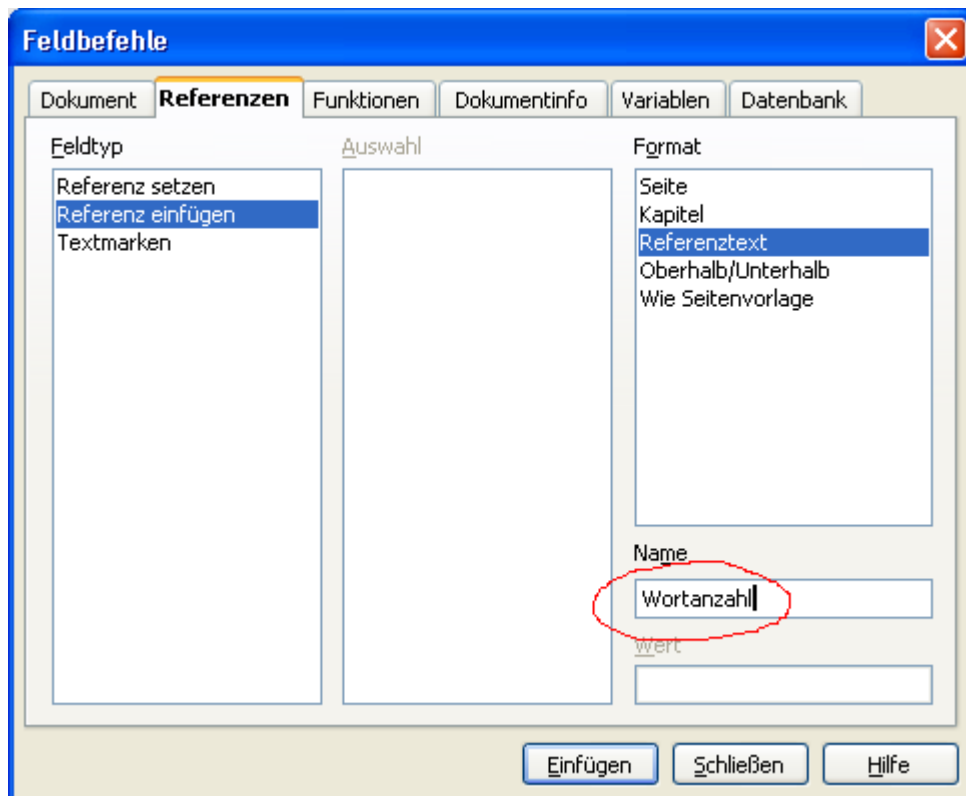 Feldbefehle
Dokument Referenzen Funktionen Dokumentinfo Variablen Datenbank
Feldtyp Auswahl Format
Referenz setzen
Referenz einfügen
Textmarken
Seite
Kapitel
Referenztext
Oberhalb/Unterhalb
Wie Seitenvorlage
Name
Wortanzahl
Wert
Einfügen Schließen Hilfe